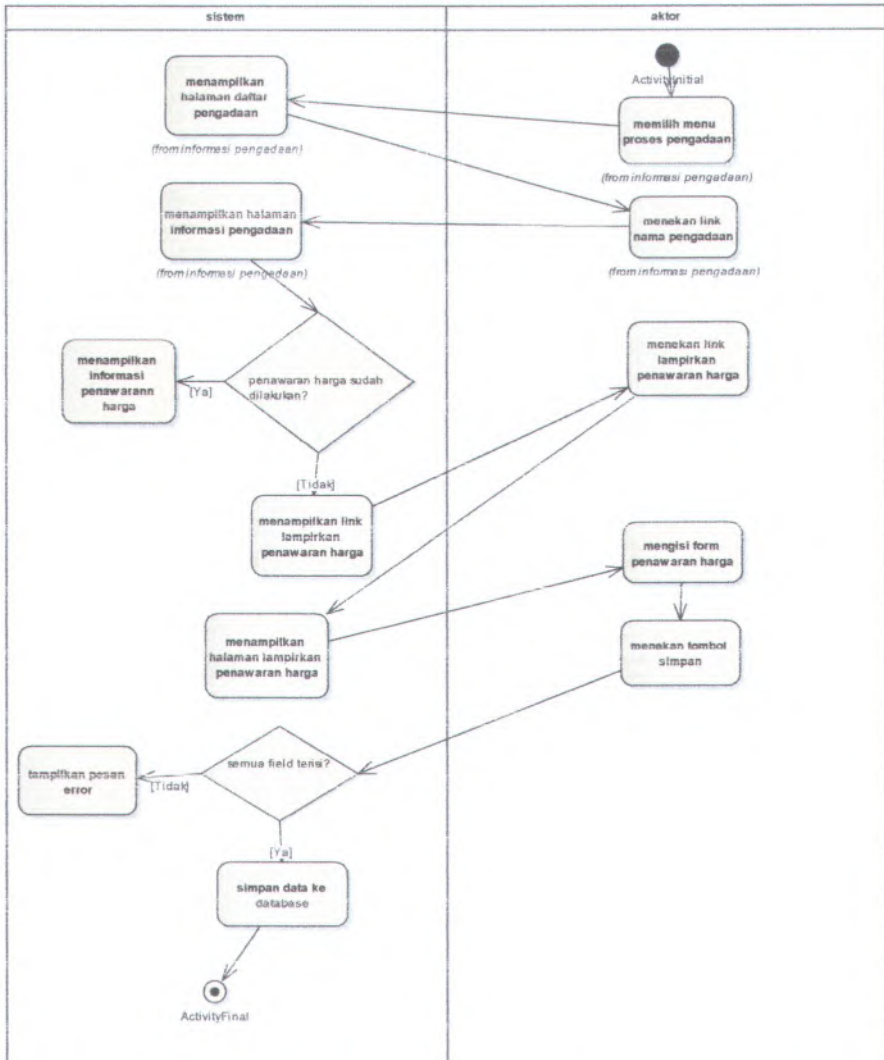 sistem
aktor
ActivityInitial
menampilkan
halaman daftar
pengadaan
(from informasi pengadaan)
memilih menu
proses pengadaan
(from informasi pengadaan)
menampilkan halaman
informasi pengadaan
(from informasi pengadaan)
menekan link
nama pengadaan
(from informasi pengadaan)
menampilkan
informasi
penawarann
harga
[Ya]
penawaran harga sudah
dilakukan?
menekan link
lampirkan
penawaran harga
[Tidak]
menampilkan link
lampirkan
penawaran harga
mengisi form
penawaran harga
menampilkan
halaman lampirkan
penawaran harga
menekan tombol
simpan
semua field terisi?
tampilkan pesan
error
[Tidak]
[Ya]
simpan data ke
database
ActivityFinal